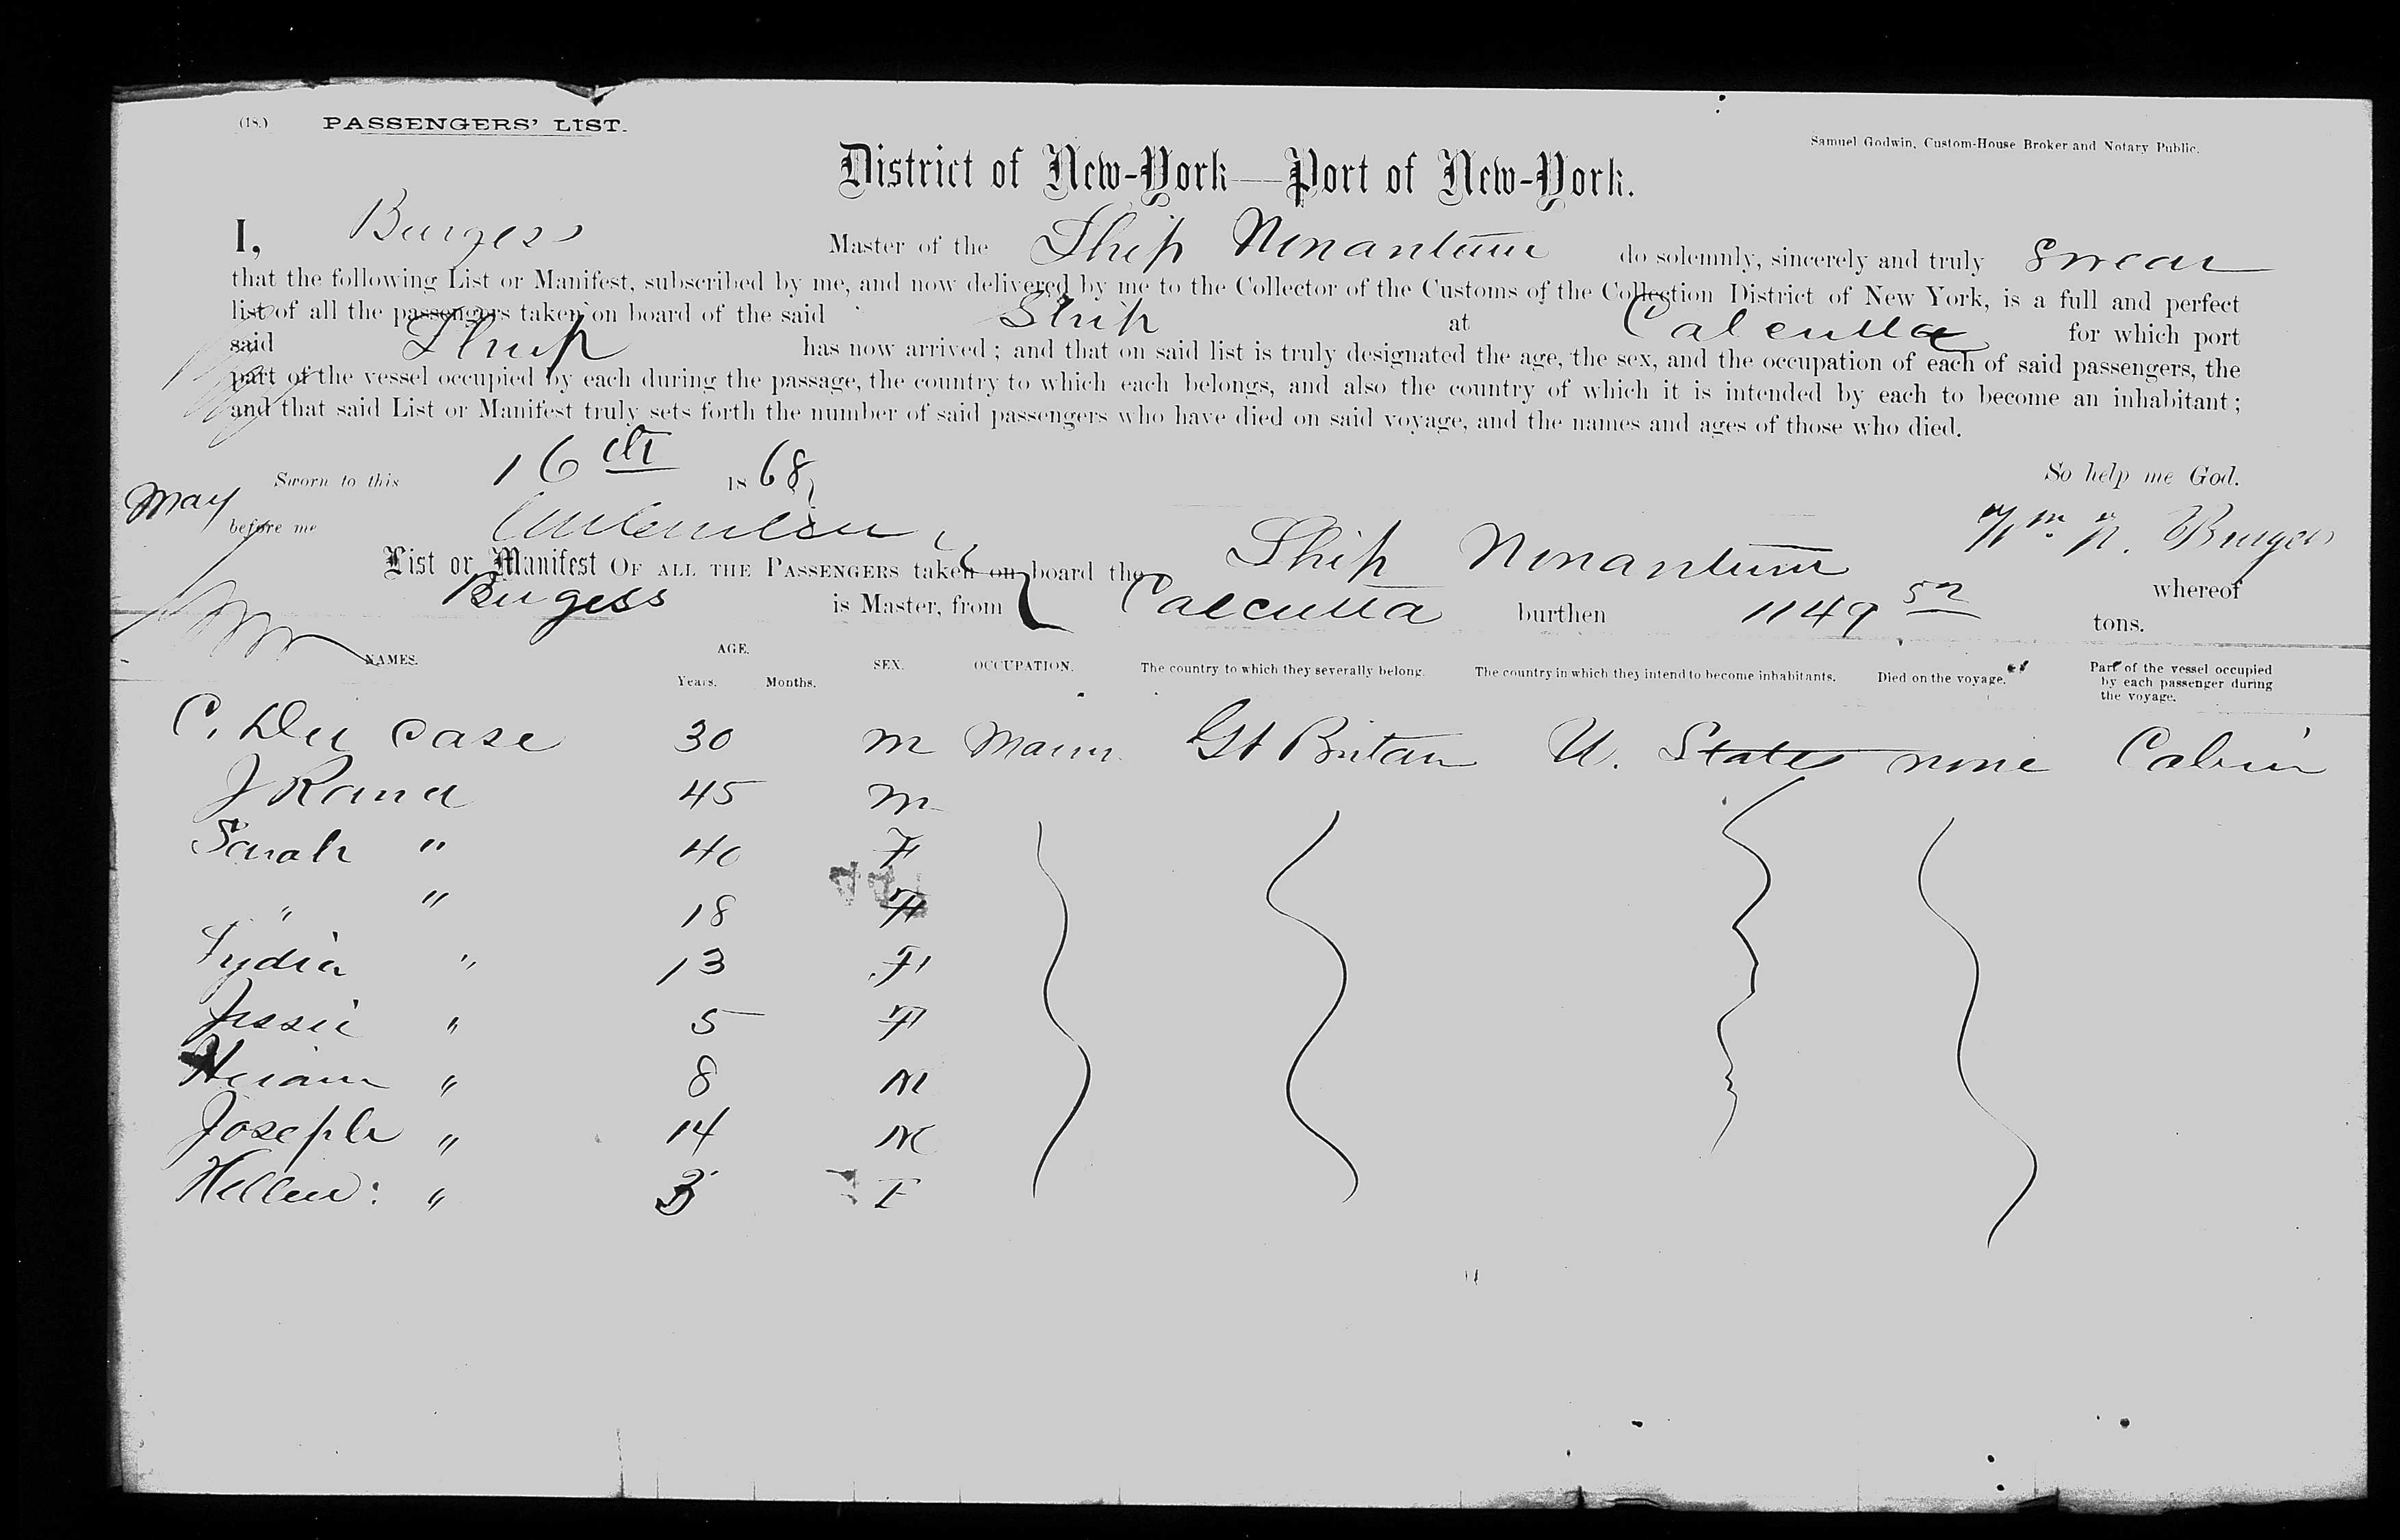 (18.) PASSENGERS' LIST.
Samuel Godwin, Custom-House Broker and Notary Public.
District of New-York—Port of New-York.
I, Burgess Master of the Ship Nonantum do solemnly, sincerely and truly Swear
that the following List or Manifest, subscribed by me, and now delivered by me to the Collector of the Customs of the Collection District of New York, is a full and perfect
list of all the passengers taken on board of the said Ship at Calcutta for which port
said Ship has now arrived; and that on said list is truly designated the age, the sex, and the occupation of each of said passengers, the
part of the vessel occupied by each during the passage, the country to which each belongs, and also the country of which it is intended by each to become an inhabitant;
and that said List or Manifest truly sets forth the number of said passengers who have died on said voyage, and the names and ages of those who died.
Sworn to this 16th 1868, So help me God.
May
before me Wm N. Burgess
List or Manifest OF ALL THE PASSENGERS taken on board the Ship Nonantum whereof
Burgess is Master, from Calcutta burthen 1149 52 tons.
NAMES. AGE. Years. Months. SEX. OCCUPATION. The country to which they severally belong. The country in which they intend to become inhabitants. Died on the voyage. Part of the vessel occupied by each passenger during the voyage.
C. Du Case 30 M Marin. Gt Britain U. States none Cabin
J Rand 45 M
Sarah " 40 F
" " 18 F
Lydia " 13 F
Jessie " 5 F
Hiram " 8 M
Joseph " 14 M
Hellen: " 3 F